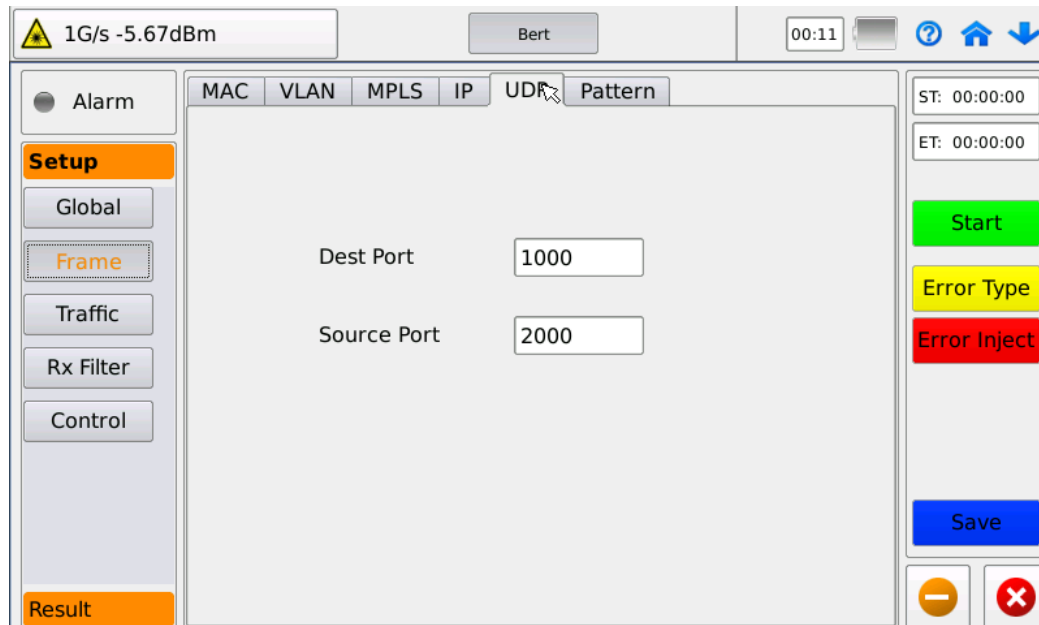 1G/s -5.67dBm
Bert
00:11
Alarm
MAC VLAN MPLS IP UDP Pattern
ST: 00:00:00
ET: 00:00:00
Setup
Global
Frame
Traffic
Rx Filter
Control
Dest Port 1000
Source Port 2000
Start
Error Type
Error Inject
Save
Result